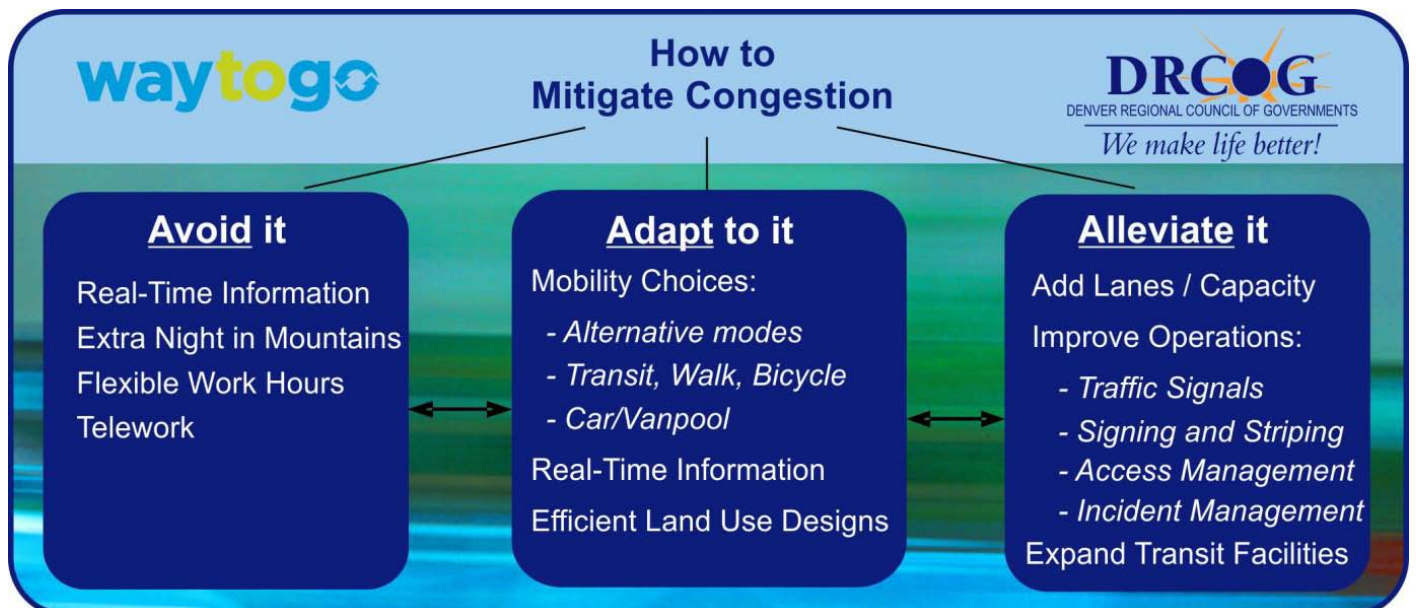 waytogo
How to
Mitigate Congestion
DRCOG
DENVER REGIONAL COUNCIL OF GOVERNMENTS
We make life better!
Avoid it
Real-Time Information
Extra Night in Mountains
Flexible Work Hours
Telework
Adapt to it
Mobility Choices:
- Alternative modes
- Transit, Walk, Bicycle
- Car/Vanpool
Real-Time Information
Efficient Land Use Designs
Alleviate it
Add Lanes / Capacity
Improve Operations:
- Traffic Signals
- Signing and Striping
- Access Management
- Incident Management
Expand Transit Facilities